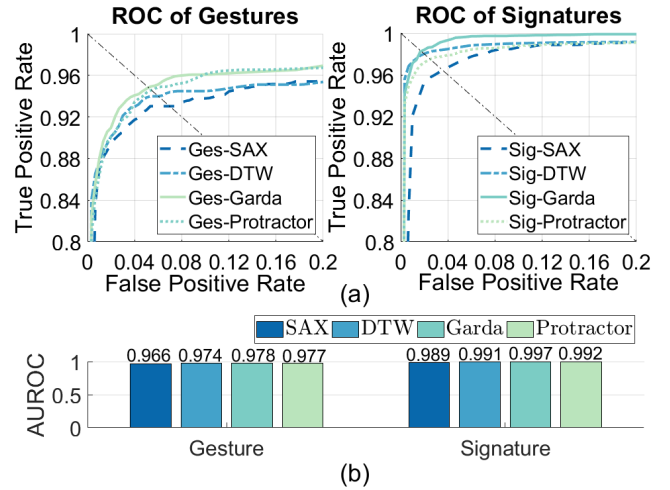 ROC of Gestures
True Positive Rate
1
0.96
0.92
0.88
0.84
0.8
Ges-SAX
Ges-DTW
Ges-Garda
Ges-Protractor
0 0.04 0.08 0.12 0.16 0.2
False Positive Rate
ROC of Signatures
True Positive Rate
1
0.96
0.92
0.88
0.84
0.8
Sig-SAX
Sig-DTW
Sig-Garda
Sig-Protractor
0 0.04 0.08 0.12 0.16 0.2
False Positive Rate
(a)
SAX DTW Garda Protractor
AUROC
1
0.5
0
0.966 0.974 0.978 0.977
0.989 0.991 0.997 0.992
Gesture Signature
(b)